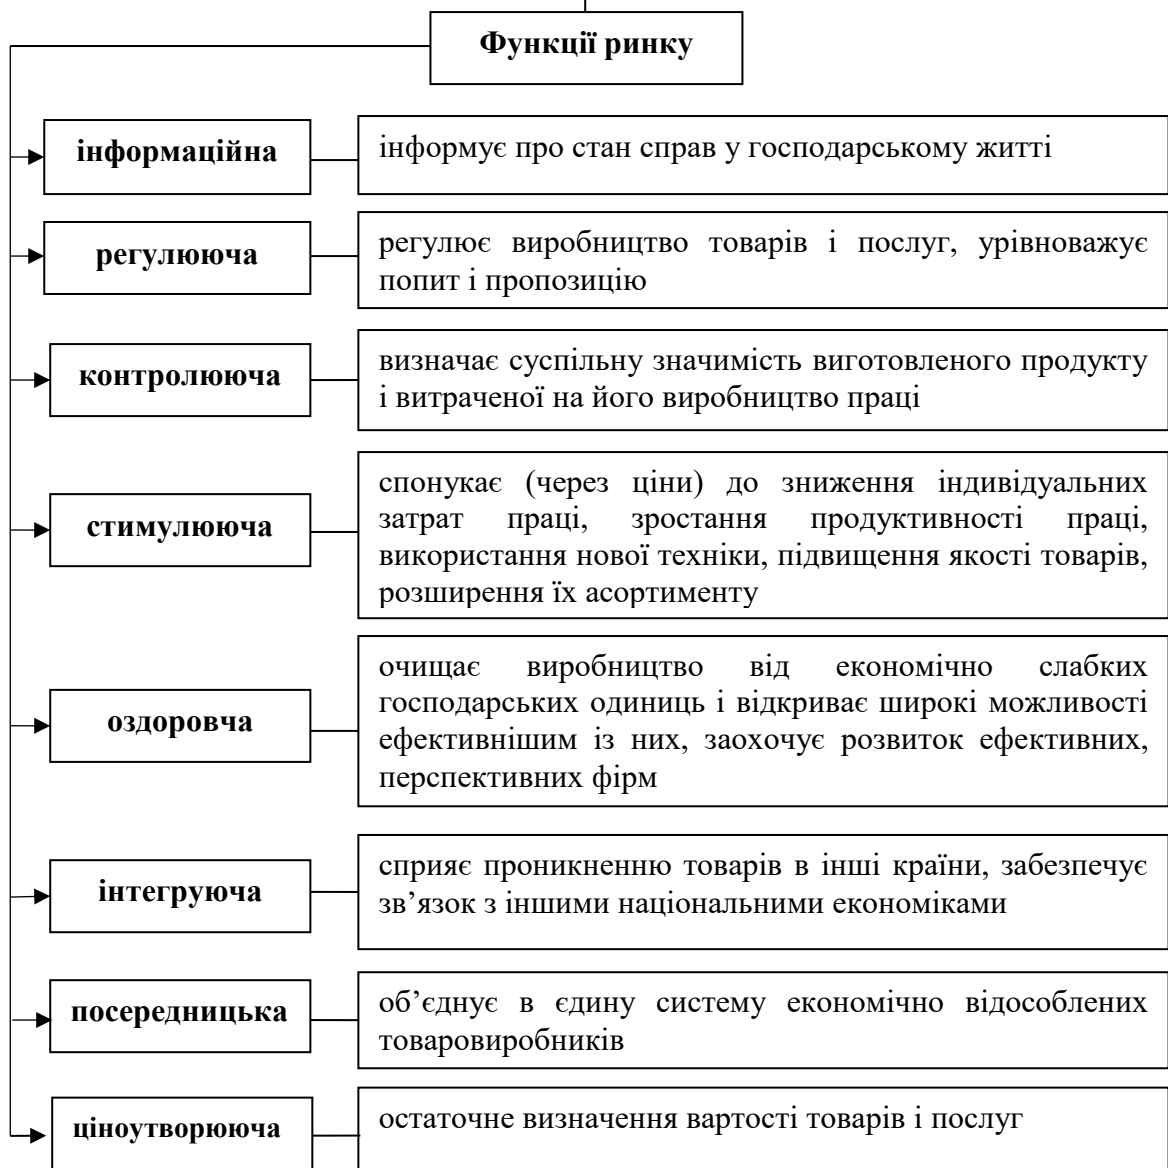 Функції ринку
інформаційна
інформує про стан справ у господарському житті
регулююча
регулює виробництво товарів і послуг, урівноважує
попит і пропозицію
контролююча
визначає суспільну значимість виготовленого продукту
і витраченої на його виробництво праці
стимулююча
спонукає (через ціни) до зниження індивідуальних
затрат праці, зростання продуктивності праці,
використання нової техніки, підвищення якості товарів,
розширення їх асортименту
оздоровча
очищає виробництво від економічно слабких
господарських одиниць і відкриває широкі можливості
ефективнішим із них, заохочує розвиток ефективних,
перспективних фірм
інтегруюча
сприяє проникненню товарів в інші країни, забезпечує
зв’язок з іншими національними економіками
посередницька
об’єднує в єдину систему економічно відособлених
товаровиробників
ціноутворююча
остаточне визначення вартості товарів і послуг